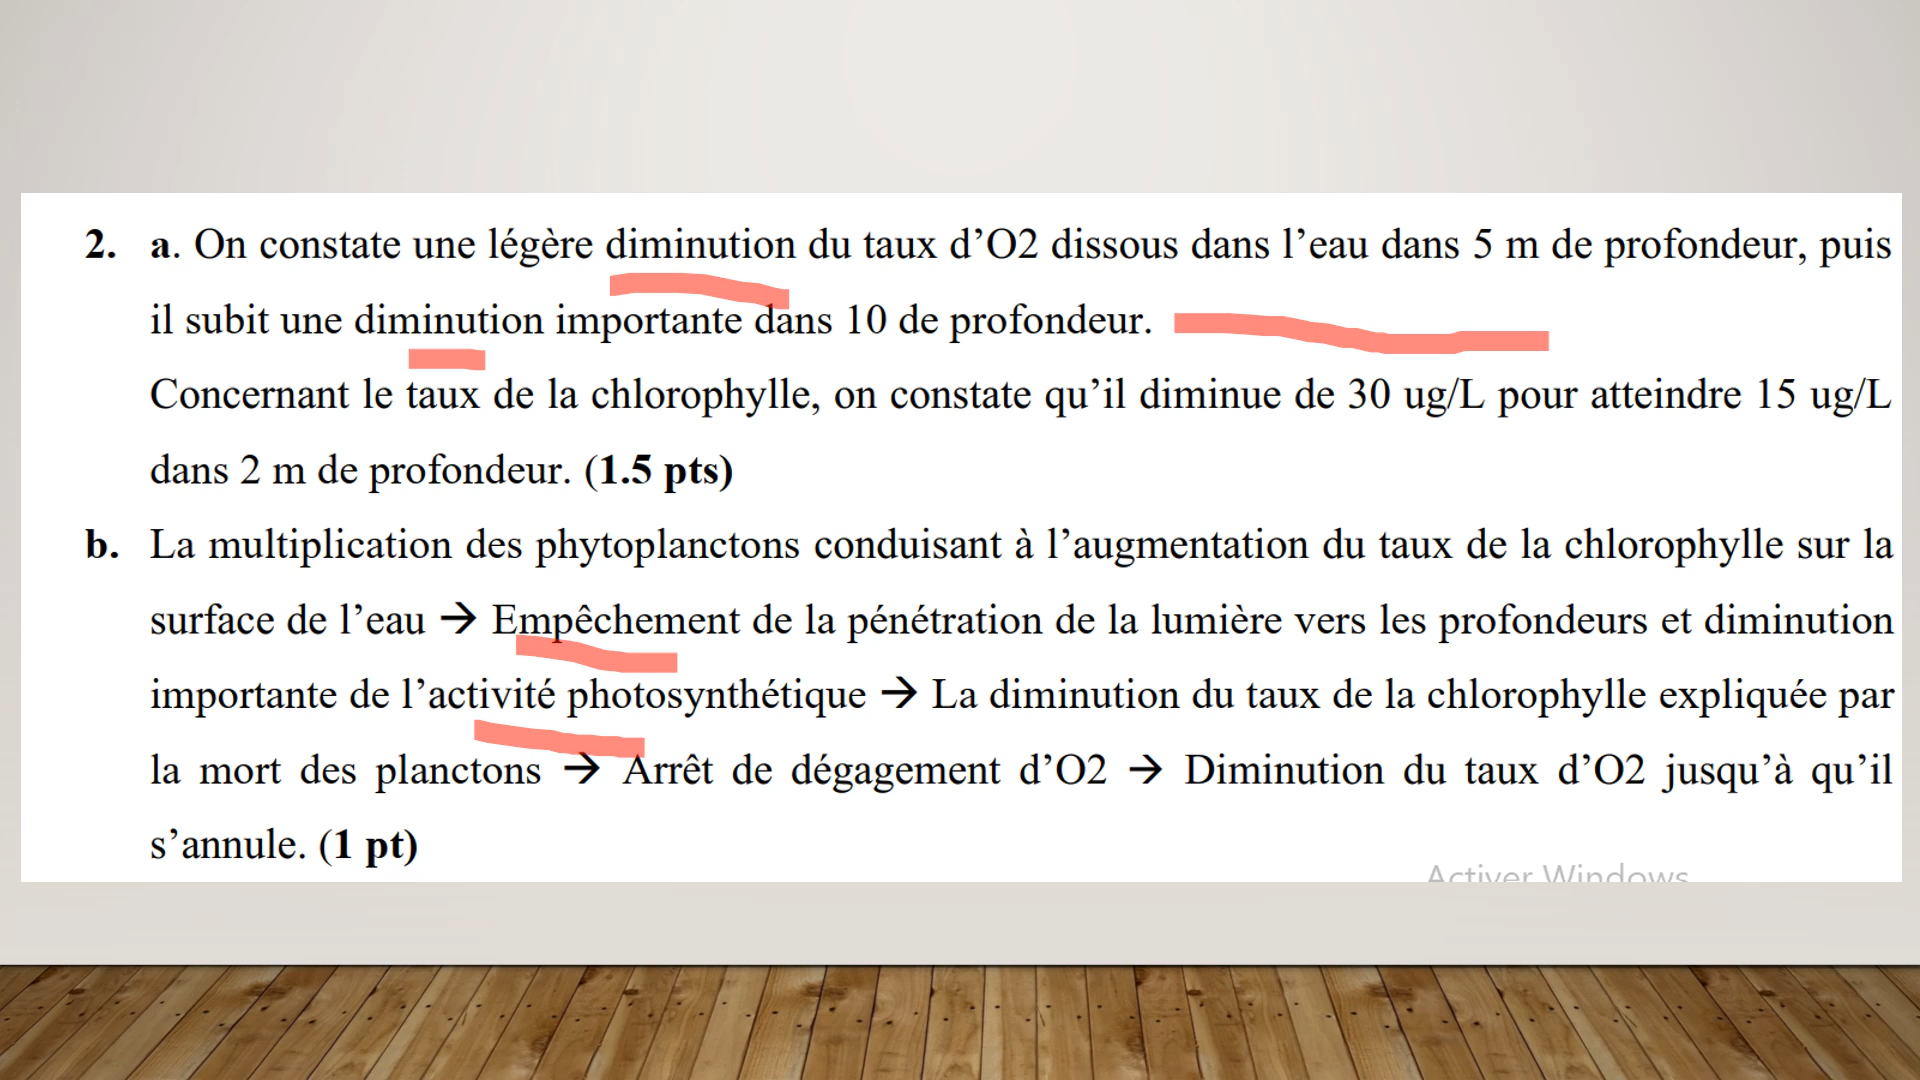 2. a. On constate une légère diminution du taux d’O2 dissous dans l’eau dans 5 m de profondeur, puis
il subit une diminution importante dans 10 de profondeur.
Concernant le taux de la chlorophylle, on constate qu’il diminue de 30 ug/L pour atteindre 15 ug/L
dans 2 m de profondeur. (1.5 pts)
b. La multiplication des phytoplanctons conduisant à l’augmentation du taux de la chlorophylle sur la
surface de l’eau → Empêchement de la pénétration de la lumière vers les profondeurs et diminution
importante de l’activité photosynthétique → La diminution du taux de la chlorophylle expliquée par
la mort des planctons → Arrêt de dégagement d’O2 → Diminution du taux d’O2 jusqu’à qu’il
s’annule. (1 pt)
Activer Windows